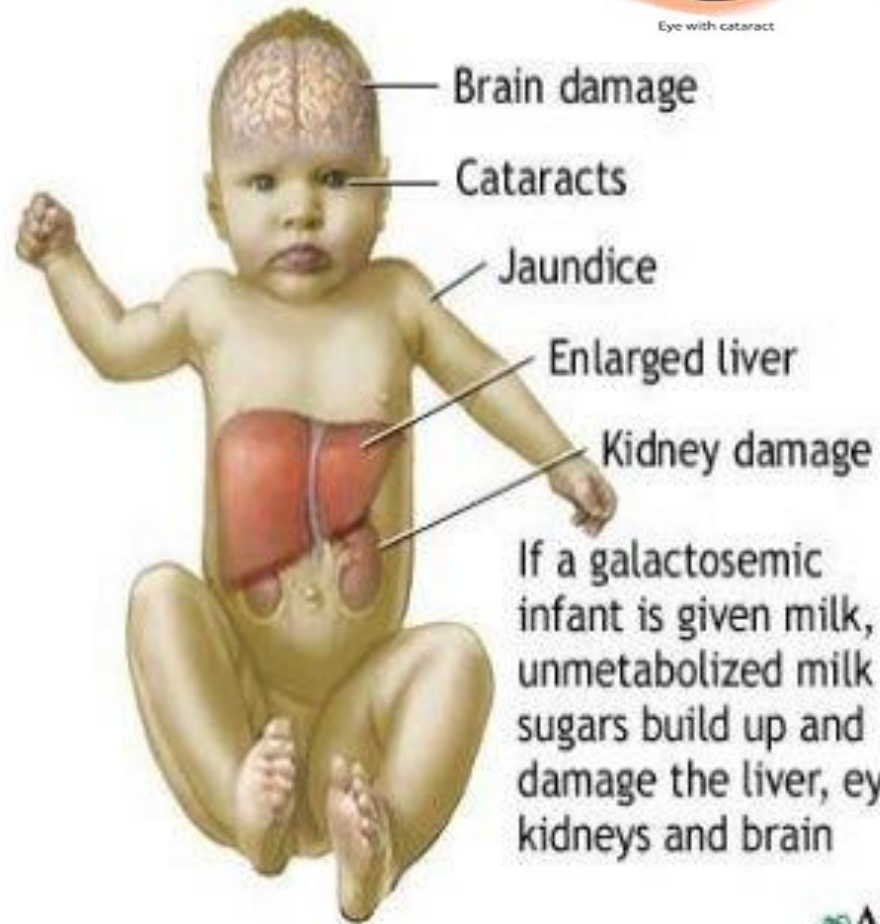 Eye with cataract
Brain damage
Cataracts
Jaundice
Enlarged liver
Kidney damage
If a galactosemic
infant is given milk,
unmetabolized milk
sugars build up and
damage the liver,
kidneys and brain